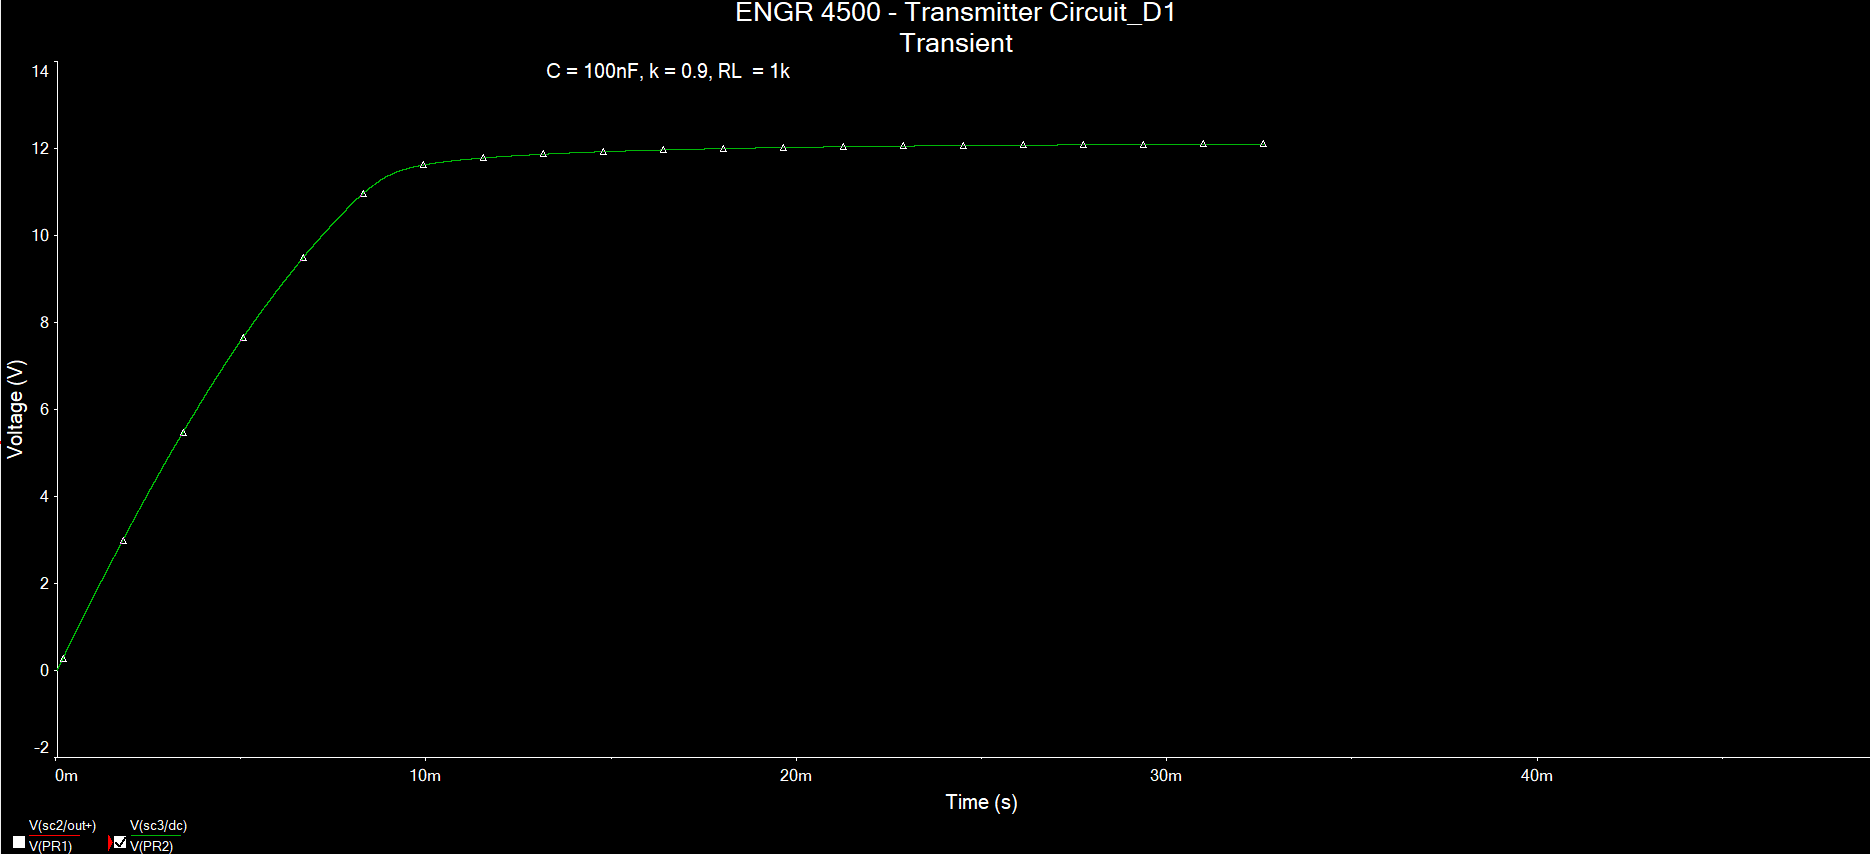 ENGR 4500 - Transmitter Circuit_D1
Transient
C = 100nF, k = 0.9, RL  = 1k
14
12
10
8
6
4
2
0
-2
Voltage (V)
0m 10m 20m 30m 40m
Time (s)
V(sc2/out+) V(sc3/dc)
V(PR1) V(PR2)